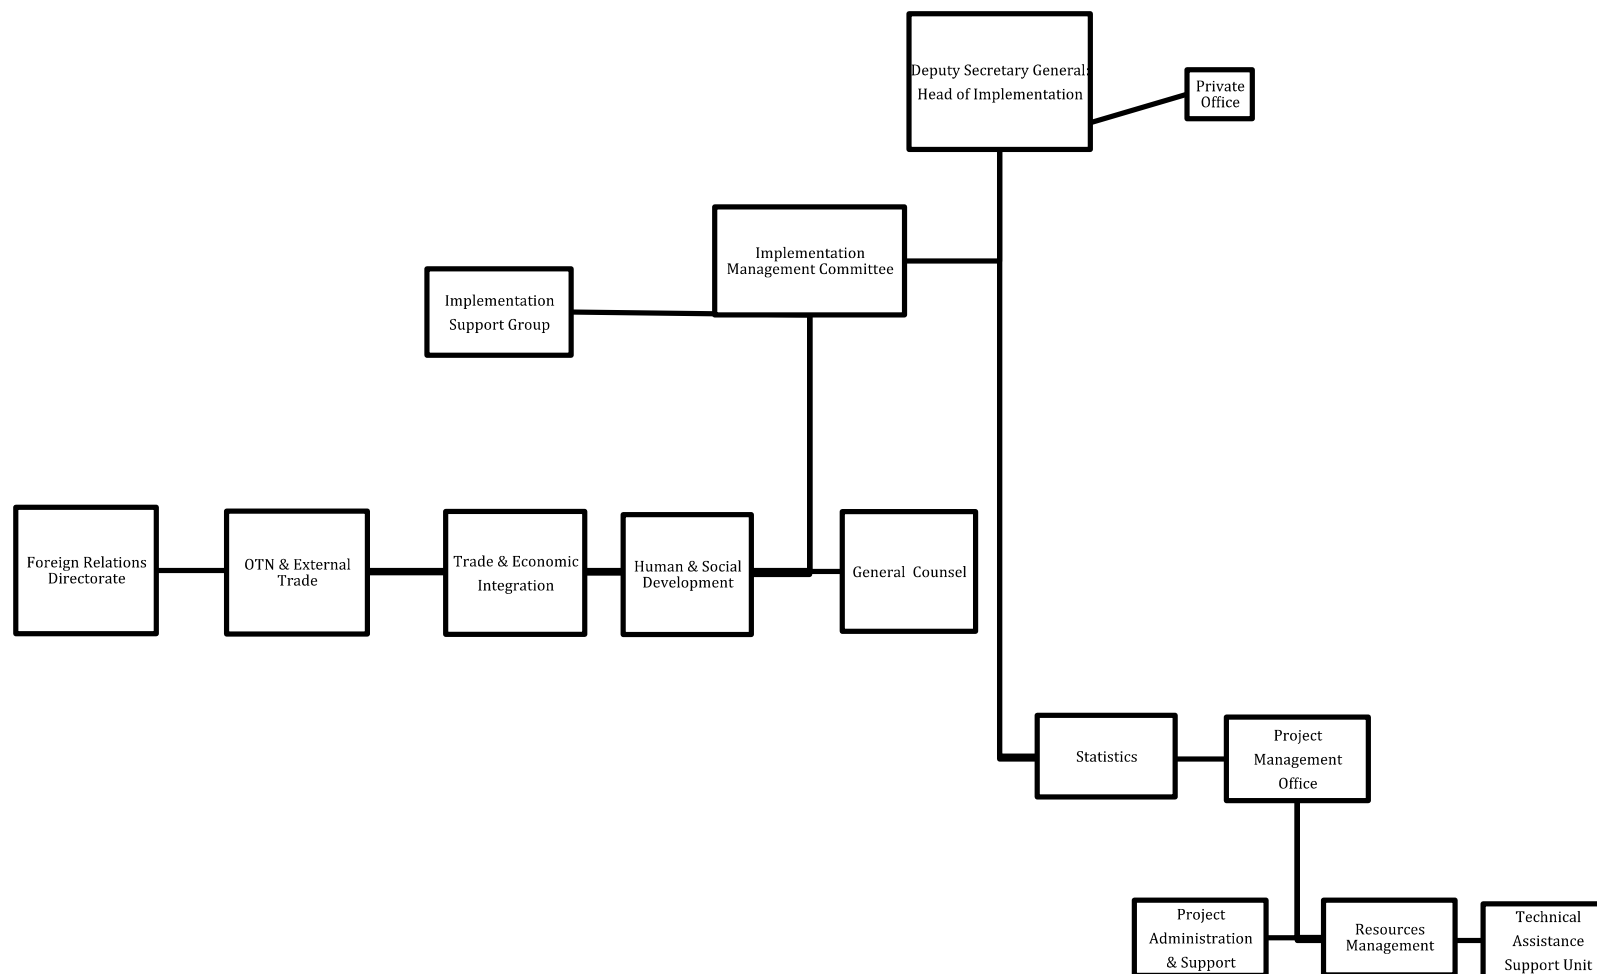 Deputy Secretary General:
Head of Implementation
Private
Office
Implementation
Management Committee
Implementation
Support Group
Foreign Relations
Directorate
OTN & External
Trade
Trade & Economic
Integration
Human & Social
Development
General Counsel
Statistics
Project
Management
Office
Project
Administration
& Support
Resources
Management
Technical
Assistance
Support Unit